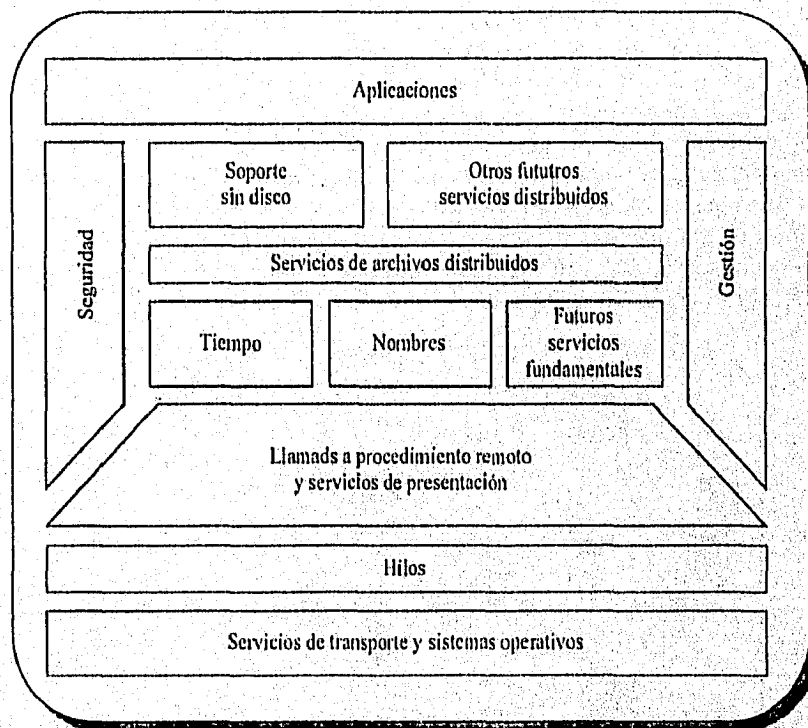 Aplicaciones
Seguridad
Soporte
sin disco
Otros fututros
servicios distribuidos
Gestión
Servicios de archivos distribuidos
Tiempo
Nombres
Futuros
servicios
fundamentales
Llamads a procedimiento remoto
y servicios de presentación
Hilos
Servicios de transporte y sistemas operativos